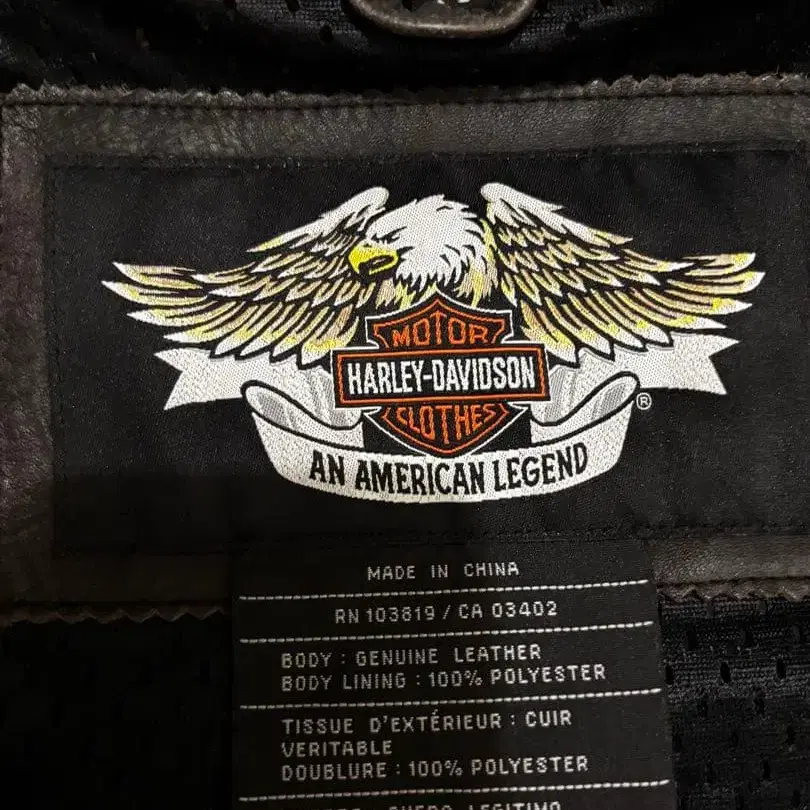 MOTOR
HARLEY-DAVIDSON
CLOTHES
®
AN AMERICAN LEGEND
MADE IN CHINA
RN 103819 / CA 03402
BODY : GENUINE LEATHER
BODY LINING : 100% POLYESTER
TISSUE D'EXTÉRIEUR : CUIR
VERITABLE
DOUBLURE : 100% POLYESTER
LEGITIMO